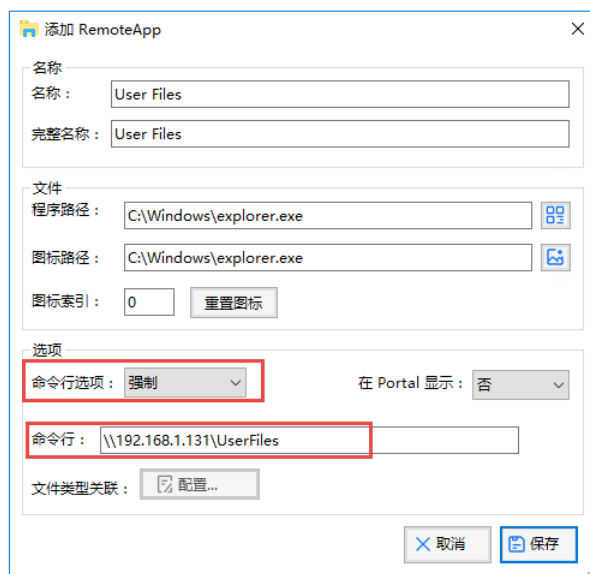 添加 RemoteApp
名称
名称： User Files
完整名称： User Files
文件
程序路径： C:\Windows\explorer.exe
图标路径： C:\Windows\explorer.exe
图标索引： 0 重置图标
选项
命令行选项： 强制 在 Portal 显示： 否
命令行： \\192.168.1.131\UserFiles
文件类型关联： 配置...
取消 保存